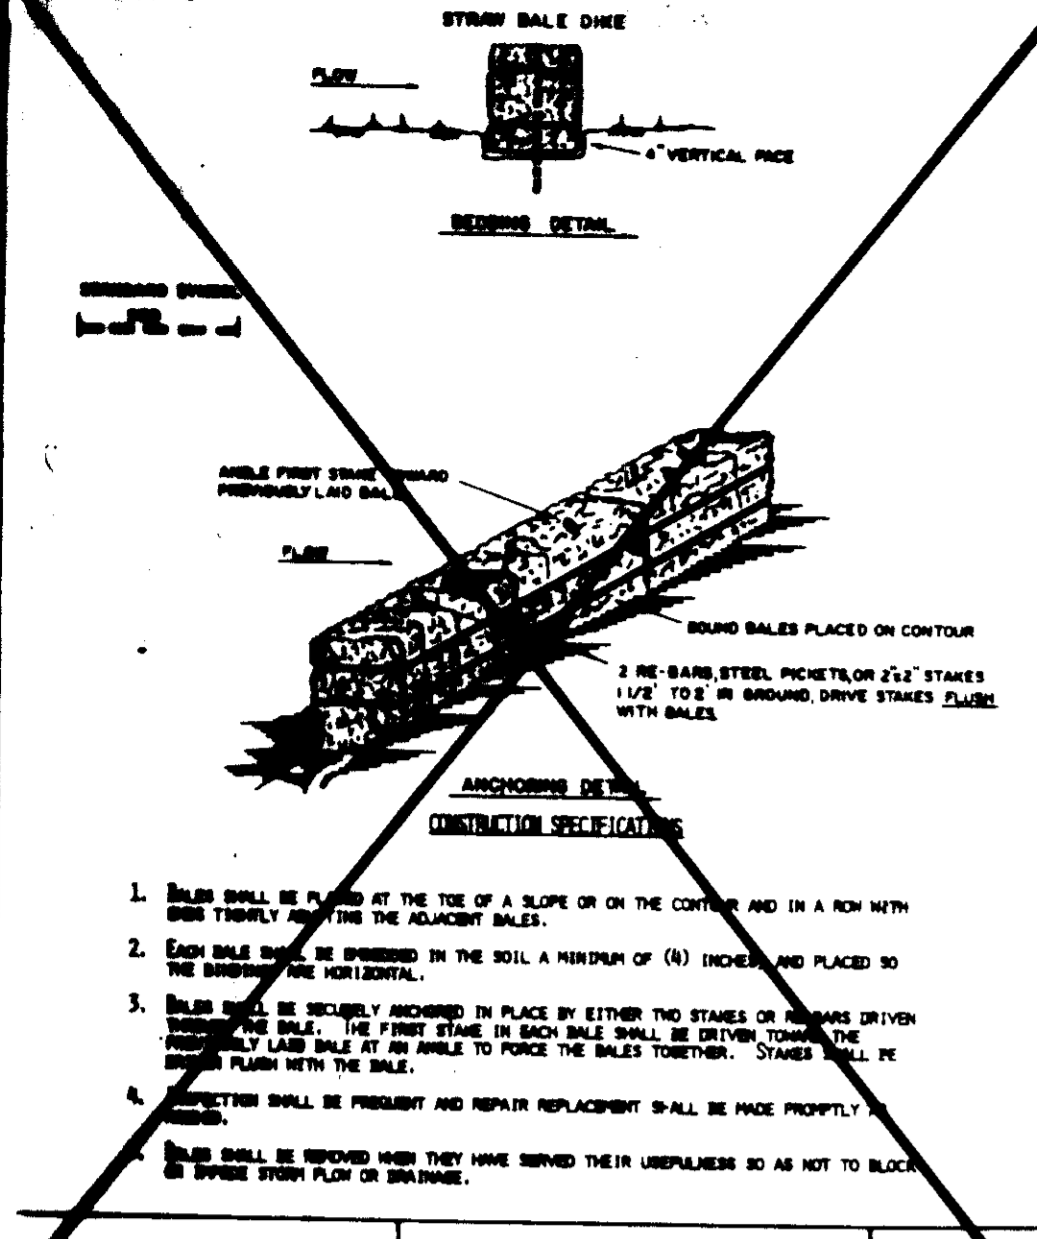 STRAW BALE DIKE
FLOW
4" VERTICAL FACE
BEDDING DETAIL
STANDARD SYMBOL
ANGLE FIRST STAKE TOWARD
PREVIOUSLY LAID BALE
FLOW
BOUND BALES PLACED ON CONTOUR
2 RE-BARS, STEEL PICKETS, OR 2"x2" STAKES
1 1/2' TO 2' IN GROUND, DRIVE STAKES FLUSH
WITH BALES
ANCHORING DETAIL
CONSTRUCTION SPECIFICATIONS
1. BALES SHALL BE PLACED AT THE TOE OF A SLOPE OR ON THE CONTOUR AND IN A ROW WITH
ENDS TIGHTLY ABUTTING THE ADJACENT BALES.
2. EACH BALE SHALL BE EMBEDDED IN THE SOIL A MINIMUM OF (4) INCHES, AND PLACED SO
THE BINDINGS ARE HORIZONTAL.
3. BALES SHALL BE SECURELY ANCHORED IN PLACE BY EITHER TWO STAKES OR RE-BARS DRIVEN
THROUGH THE BALE. THE FIRST STAKE IN EACH BALE SHALL BE DRIVEN TOWARD THE
PREVIOUSLY LAID BALE AT AN ANGLE TO FORCE THE BALES TOGETHER. STAKES SHALL BE
DRIVEN FLUSH WITH THE BALE.
4. INSPECTION SHALL BE FREQUENT AND REPAIR REPLACEMENT SHALL BE MADE PROMPTLY AS
NEEDED.
BALES SHALL BE REMOVED WHEN THEY HAVE SERVED THEIR USEFULNESS SO AS NOT TO BLOCK
OR IMPEDE STORM FLOW OR DRAINAGE.